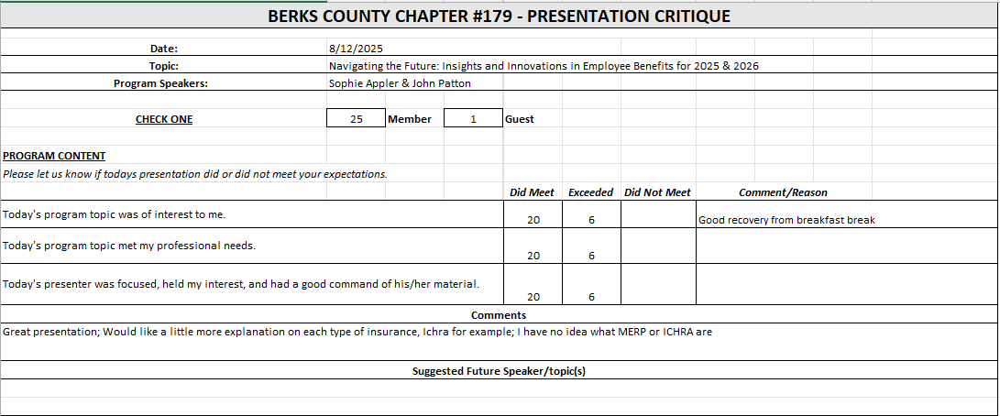 BERKS COUNTY CHAPTER #179 - PRESENTATION CRITIQUE
Date: 8/12/2025
Topic: Navigating the Future: Insights and Innovations in Employee Benefits for 2025 & 2026
Program Speakers: Sophie Appler & John Patton
CHECK ONE 25 Member 1 Guest
PROGRAM CONTENT
Please let us know if todays presentation did or did not meet your expectations.
Did Meet Exceeded Did Not Meet Comment/Reason
Today's program topic was of interest to me. 20 6 Good recovery from breakfast break
Today's program topic met my professional needs. 20 6
Today's presenter was focused, held my interest, and had a good command of his/her material. 20 6
Comments
Great presentation; Would like a little more explanation on each type of insurance, Ichra for example; I have no idea what MERP or ICHRA are
Suggested Future Speaker/topic(s)